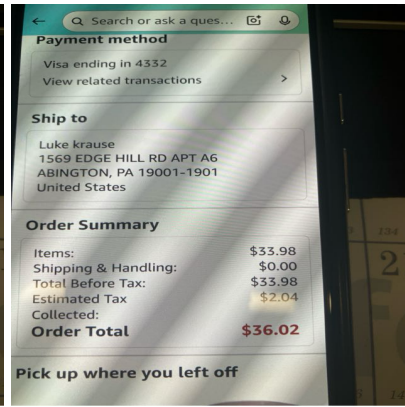 Search or ask a ques...
Payment method
Visa ending in 4332
View related transactions
Ship to
Luke krause
1569 EDGE HILL RD APT A6
ABINGTON, PA 19001-1901
United States
Order Summary
Items: $33.98
Shipping & Handling: $0.00
Total Before Tax: $33.98
Estimated Tax $2.04
Collected:
Order Total $36.02
Pick up where you left off
134
2